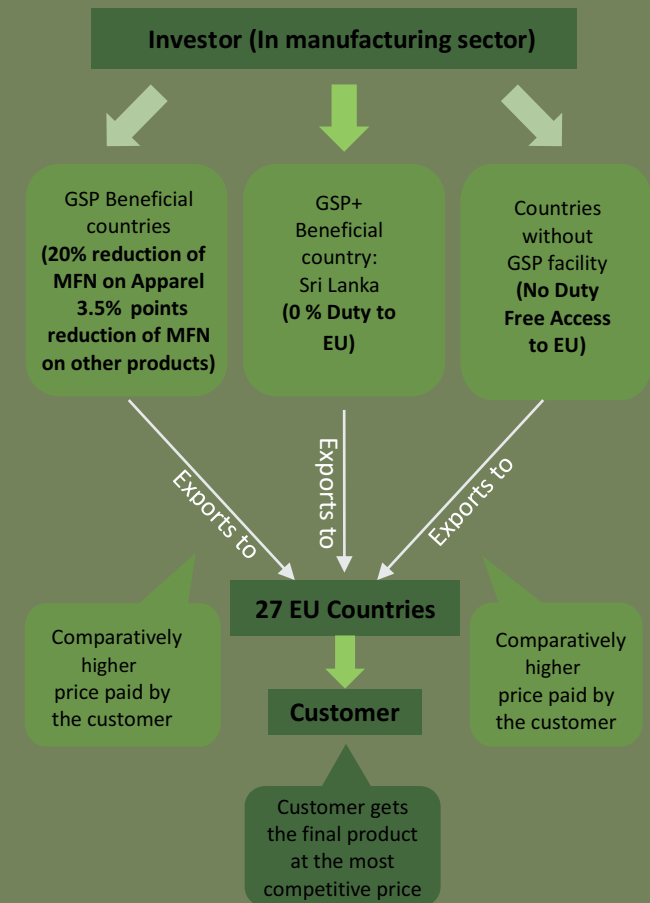 Investor (In manufacturing sector)
GSP Beneficial
countries
(20% reduction of
MFN on Apparel
3.5% points
reduction of MFN
on other products)
GSP+
Beneficial
country:
Sri Lanka
(0 % Duty to
EU)
Countries
without
GSP facility
(No Duty
Free Access
to EU)
Exports to
Exports to
Exports to
27 EU Countries
Comparatively
higher
price paid by
the customer
Comparatively
higher
price paid by
the customer
Customer
Customer gets
the final product
at the most
competitive price